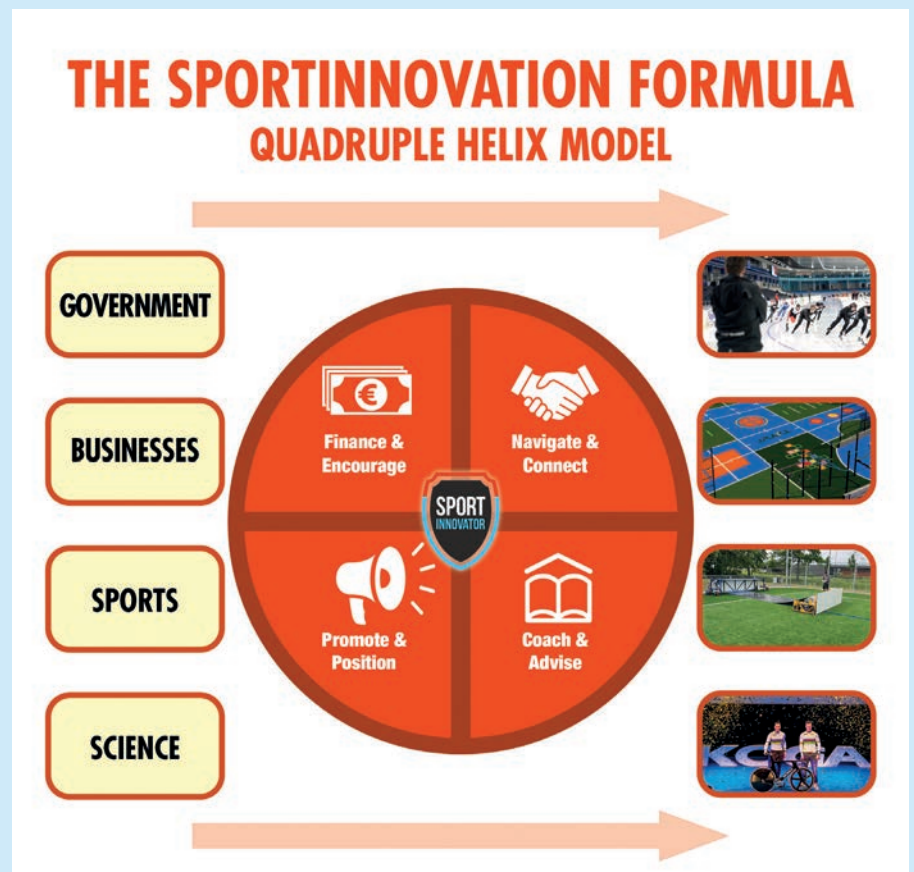 THE SPORTINNOVATION FORMULA
QUADRUPLE HELIX MODEL
GOVERNMENT
BUSINESSES
SPORTS
SCIENCE
€
Finance &
Encourage
Navigate &
Connect
SPORT
INNOVATOR
Promote &
Position
Coach &
Advise